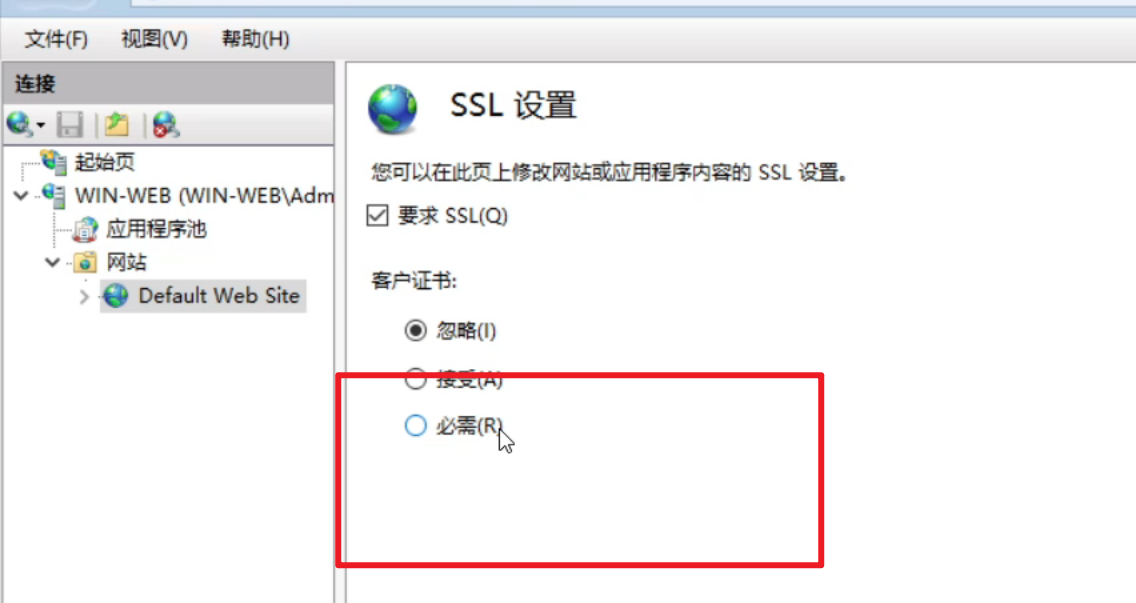 文件(F) 视图(V) 帮助(H)
连接
起始页
WIN-WEB (WIN-WEB\Adm
应用程序池
网站
Default Web Site
SSL 设置
您可以在此页上修改网站或应用程序内容的 SSL 设置。
要求 SSL(Q)
客户证书:
忽略(I)
接受(A)
必需(R)